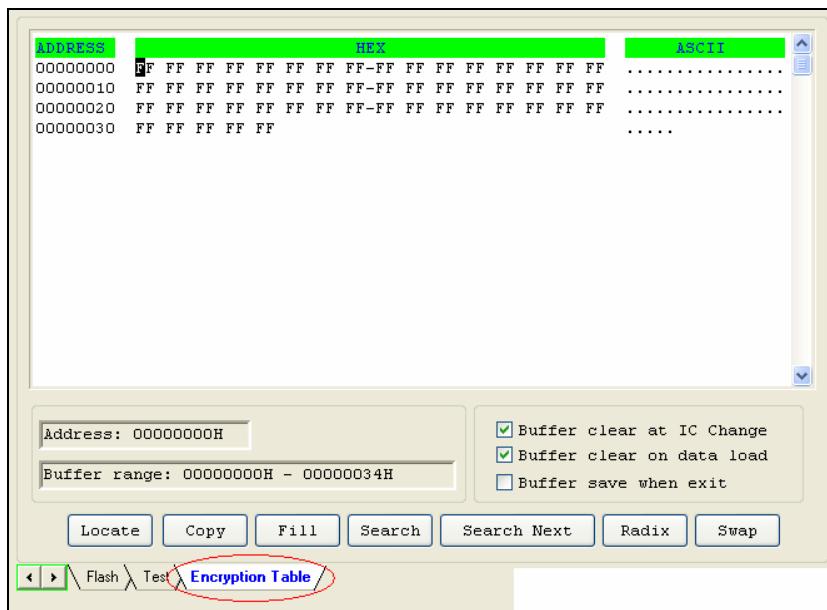 ADDRESS HEX ASCII
00000000 FF FF FF FF FF FF FF FF-FF FF FF FF FF FF FF FF ................
00000010 FF FF FF FF FF FF FF FF-FF FF FF FF FF FF FF FF ................
00000020 FF FF FF FF FF FF FF FF-FF FF FF FF FF FF FF FF ................
00000030 FF FF FF FF FF .....
Address: 00000000H
Buffer range: 00000000H - 00000034H
Buffer clear at IC Change
Buffer clear on data load
Buffer save when exit
Locate Copy Fill Search Search Next Radix Swap
Flash Test Encryption Table